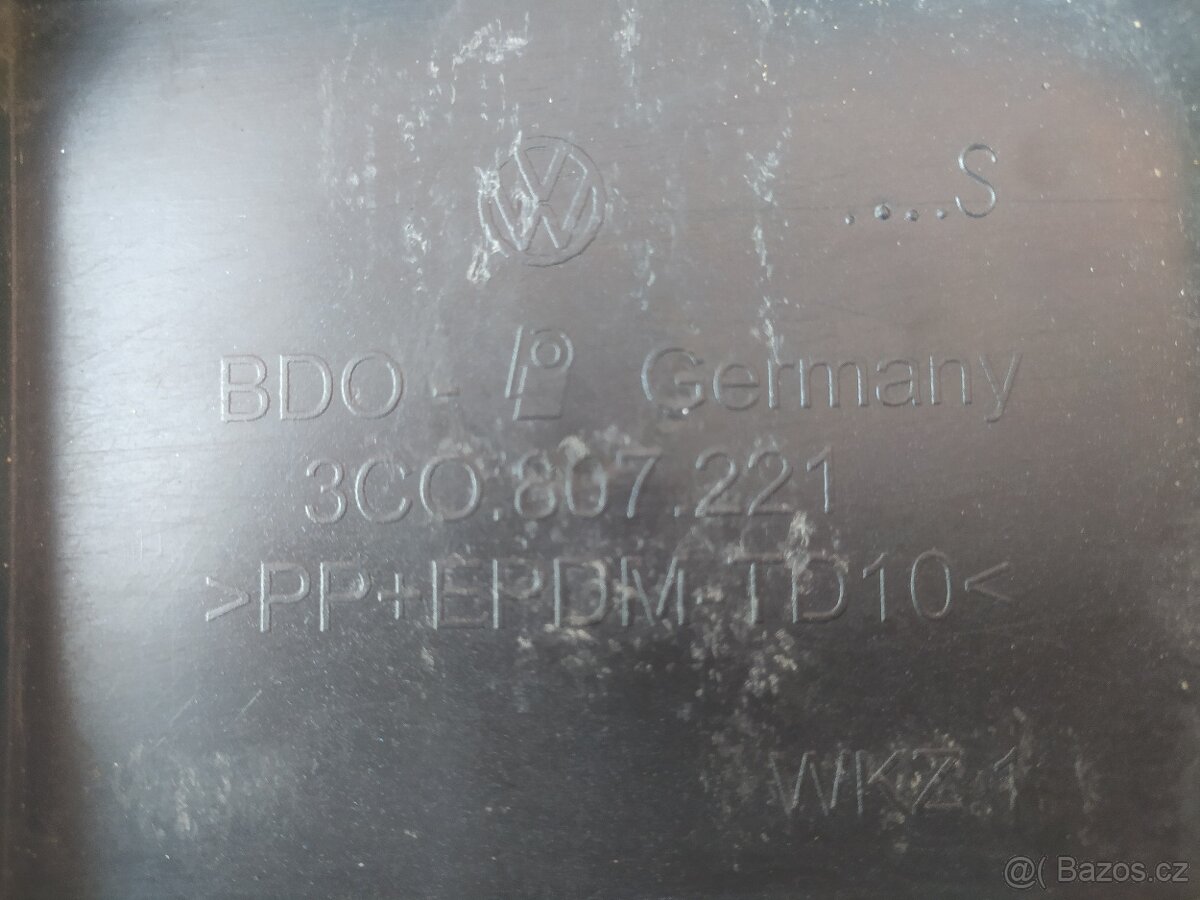 ....S
BDO - Germany
3C0.807.221
>PP+EPDM-TD10<
WKZ 1
@( Bazos.cz